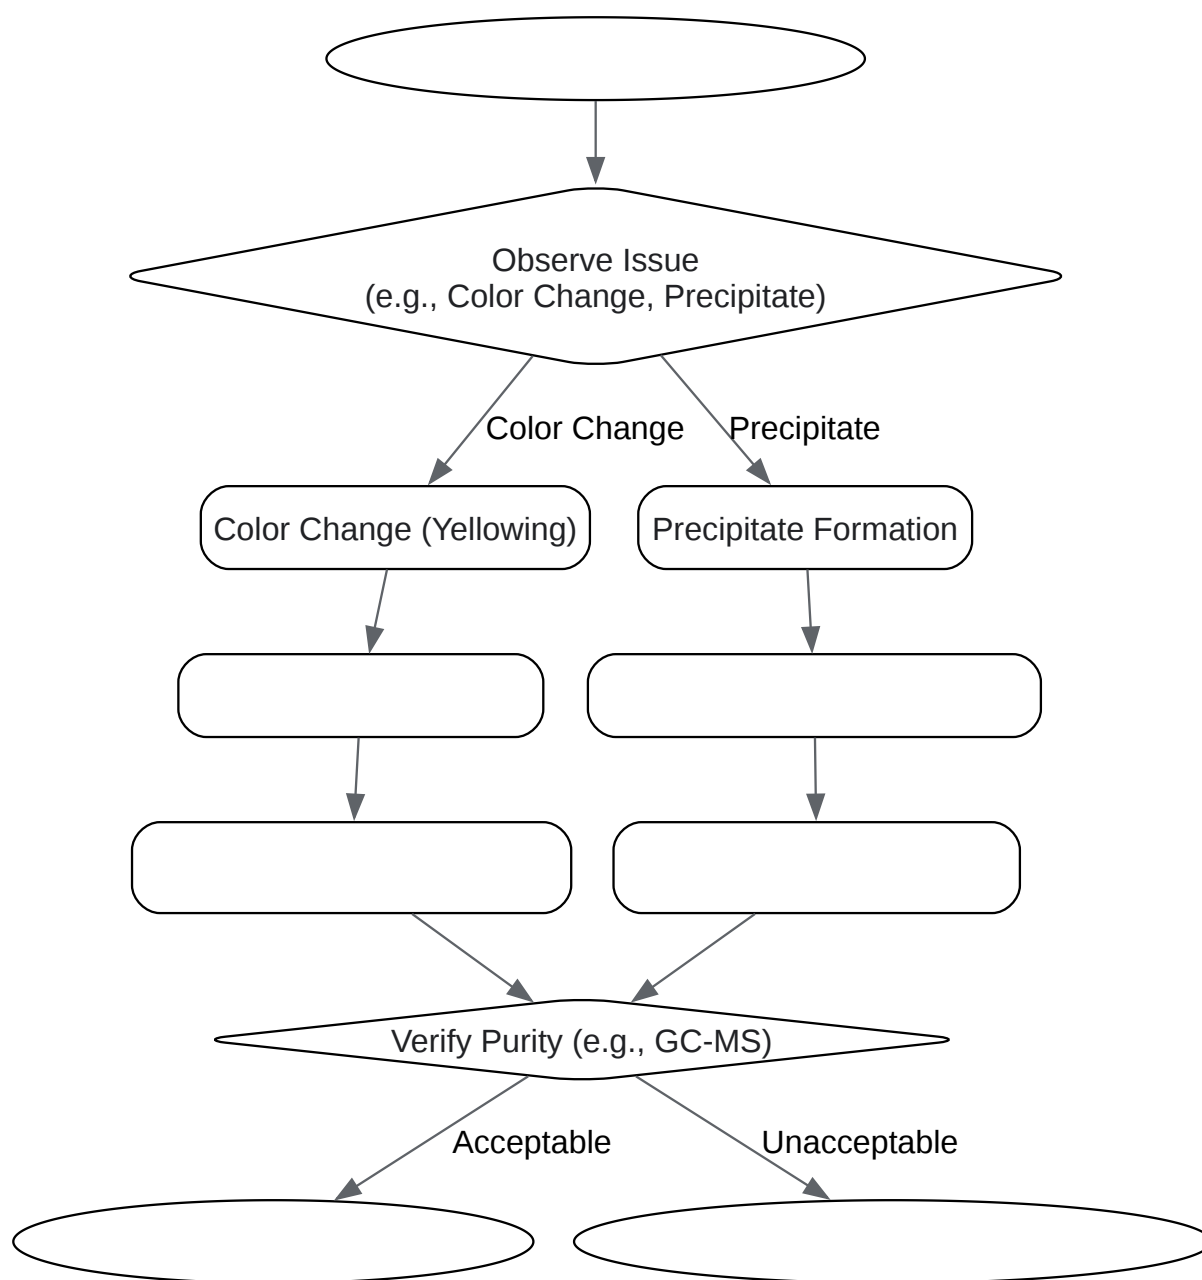 Observe Issue
(e.g., Color Change, Precipitate)
Color Change
Precipitate
Color Change (Yellowing)
Precipitate Formation
Verify Purity (e.g., GC-MS)
Acceptable
Unacceptable